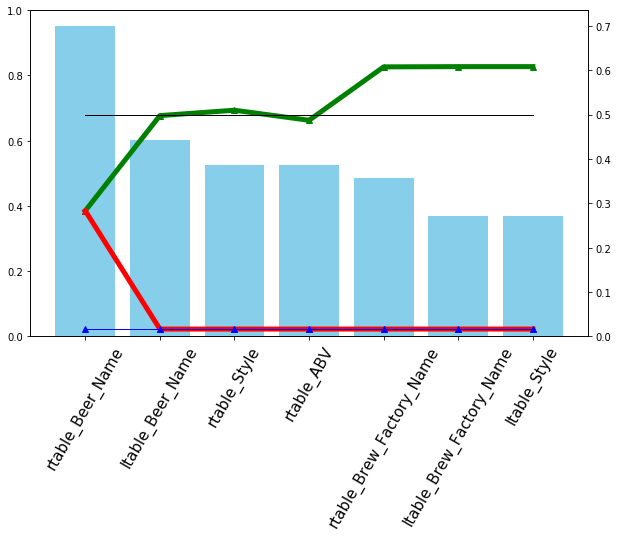 1.0
0.8
0.6
0.4
0.2
0.0
0.7
0.6
0.5
0.4
0.3
0.2
0.1
0.0
rtable_Beer_Name
ltable_Beer_Name
rtable_Style
rtable_ABV
rtable_Brew_Factory_Name
ltable_Brew_Factory_Name
ltable_Style